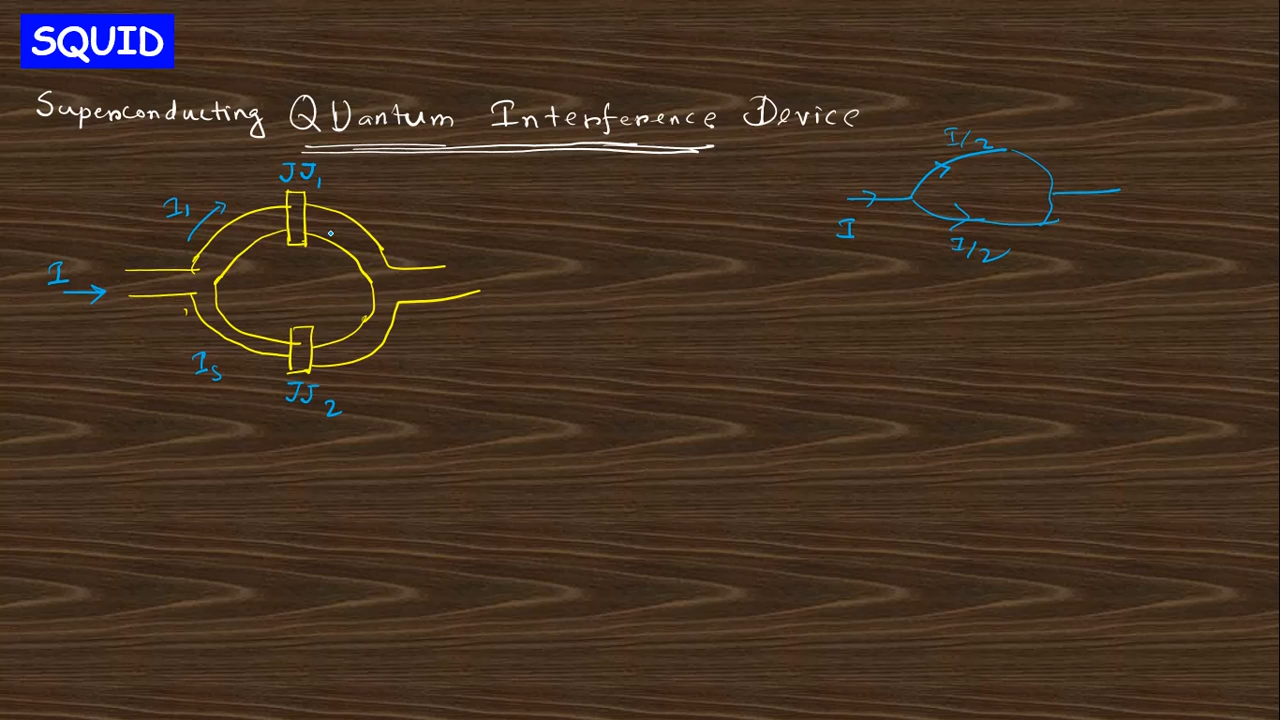 SQUID
Superconducting QUantum Interference Device
I/2
JJ1
I1
I
I/2
I
IS
JJ2